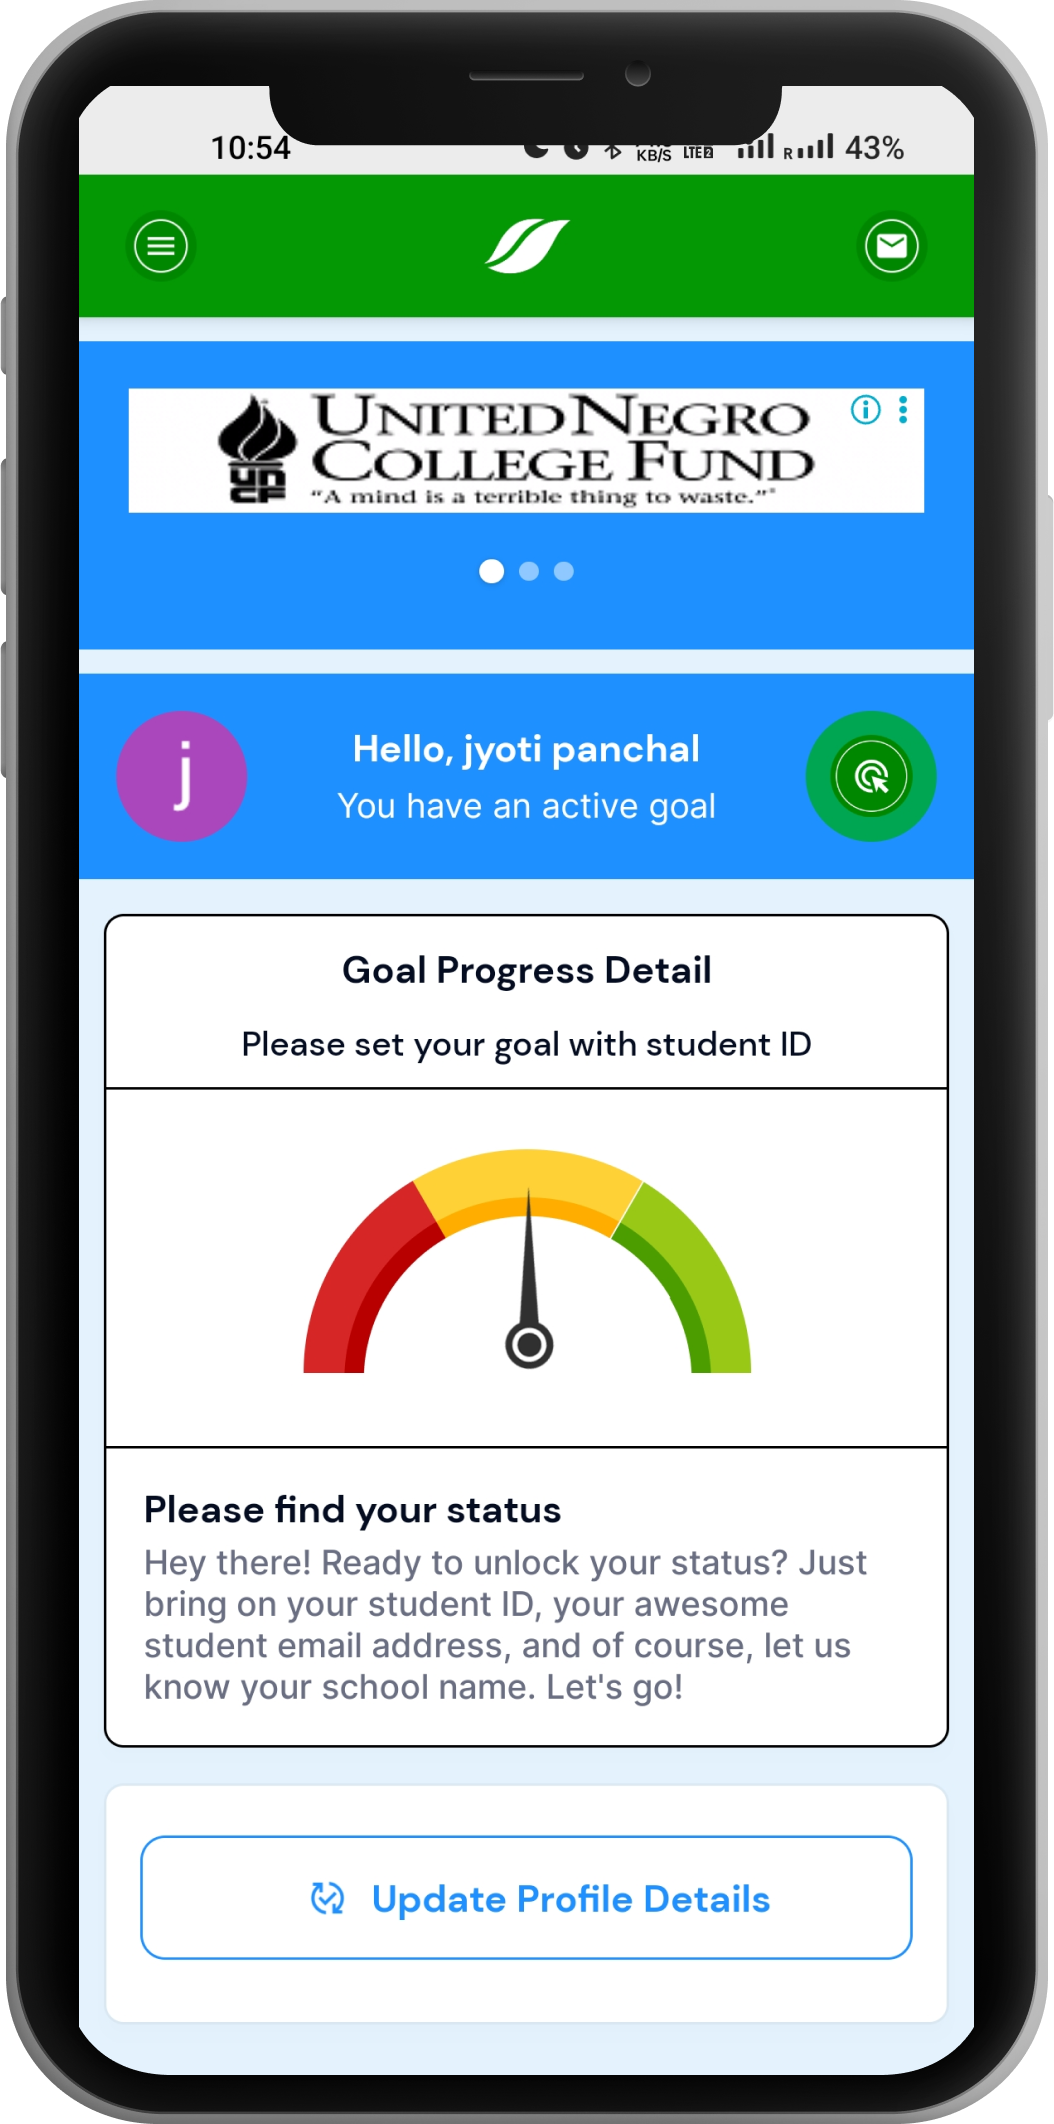 10:54 KB/S LTE 2 R 43%
UNITED NEGRO
COLLEGE FUND
UNCF
“A mind is a terrible thing to waste.”®
j
Hello, jyoti panchal
You have an active goal
Goal Progress Detail
Please set your goal with student ID
Please find your status
Hey there! Ready to unlock your status? Just
bring on your student ID, your awesome
student email address, and of course, let us
know your school name. Let's go!
Update Profile Details